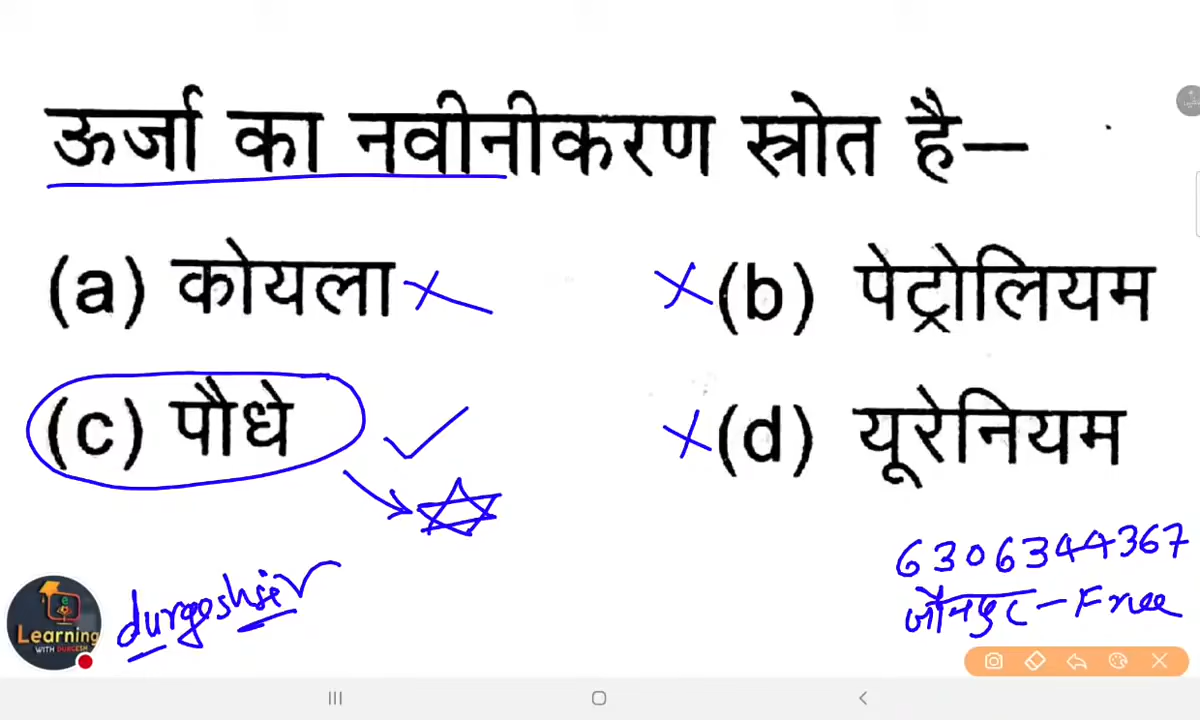 ऊर्जा का नवीनीकरण स्रोत है—
(a) कोयला
(b) पेट्रोलियम
(c) पौधे
(d) यूरेनियम
6306344367
जौनपुर - Free
durgeshsir
e
Learning
WITH DURGESH